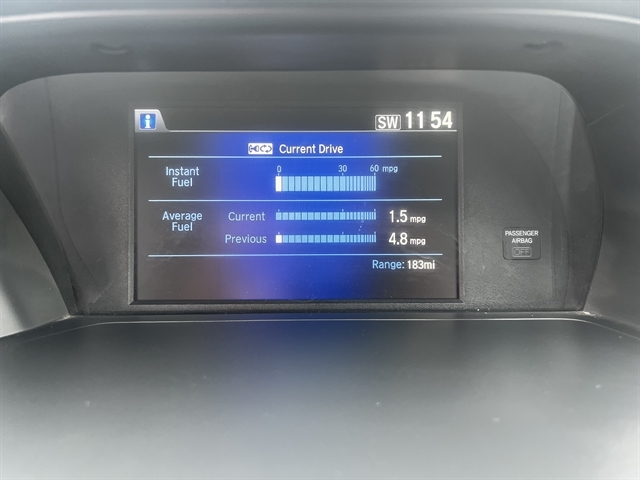 i SW 11 54
Current Drive
Instant Fuel 0 30 60 mpg
Average Fuel
Current 1.5 mpg
Previous 4.8 mpg
Range: 183mi
PASSENGER
AIRBAG
OFF